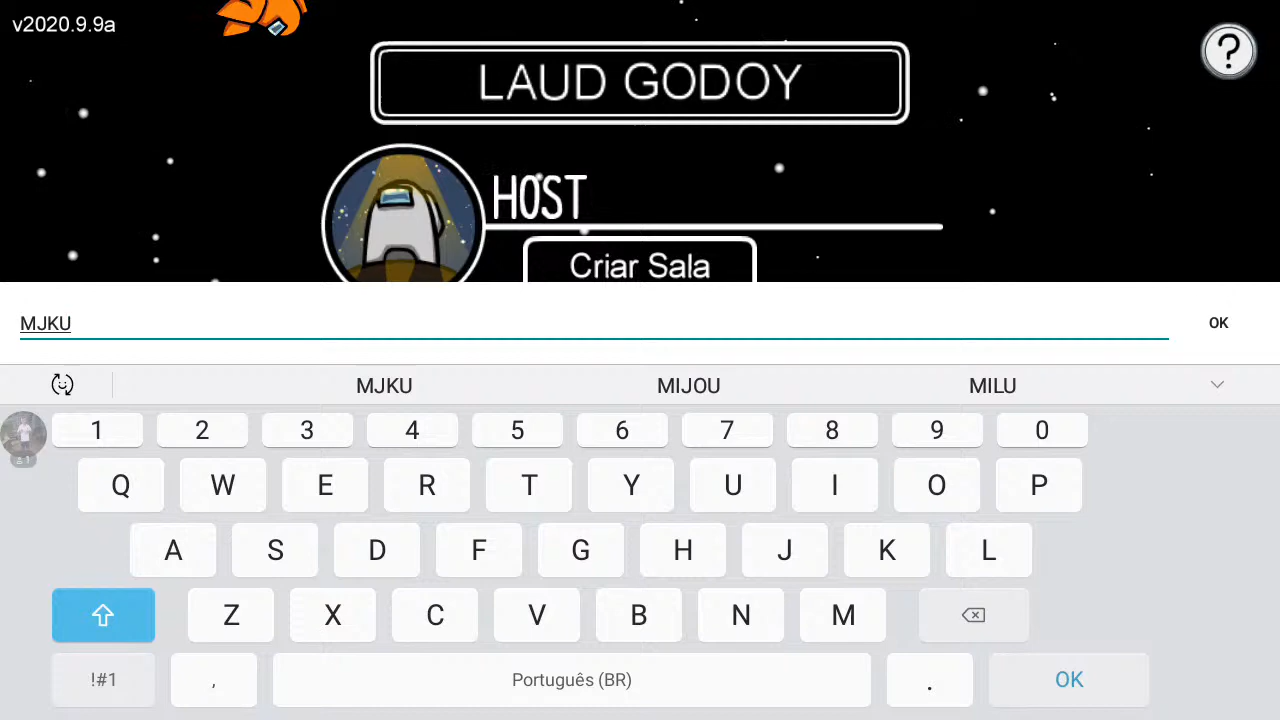 v2020.9.9a
?
LAUD GODOY
HOST
Criar Sala
MJKU
OK
MJKU MIJOU MILU
1 2 3 4 5 6 7 8 9 0
Q W E R T Y U I O P
A S D F G H J K L
Z X C V B N M
!#1 , Português (BR) . OK